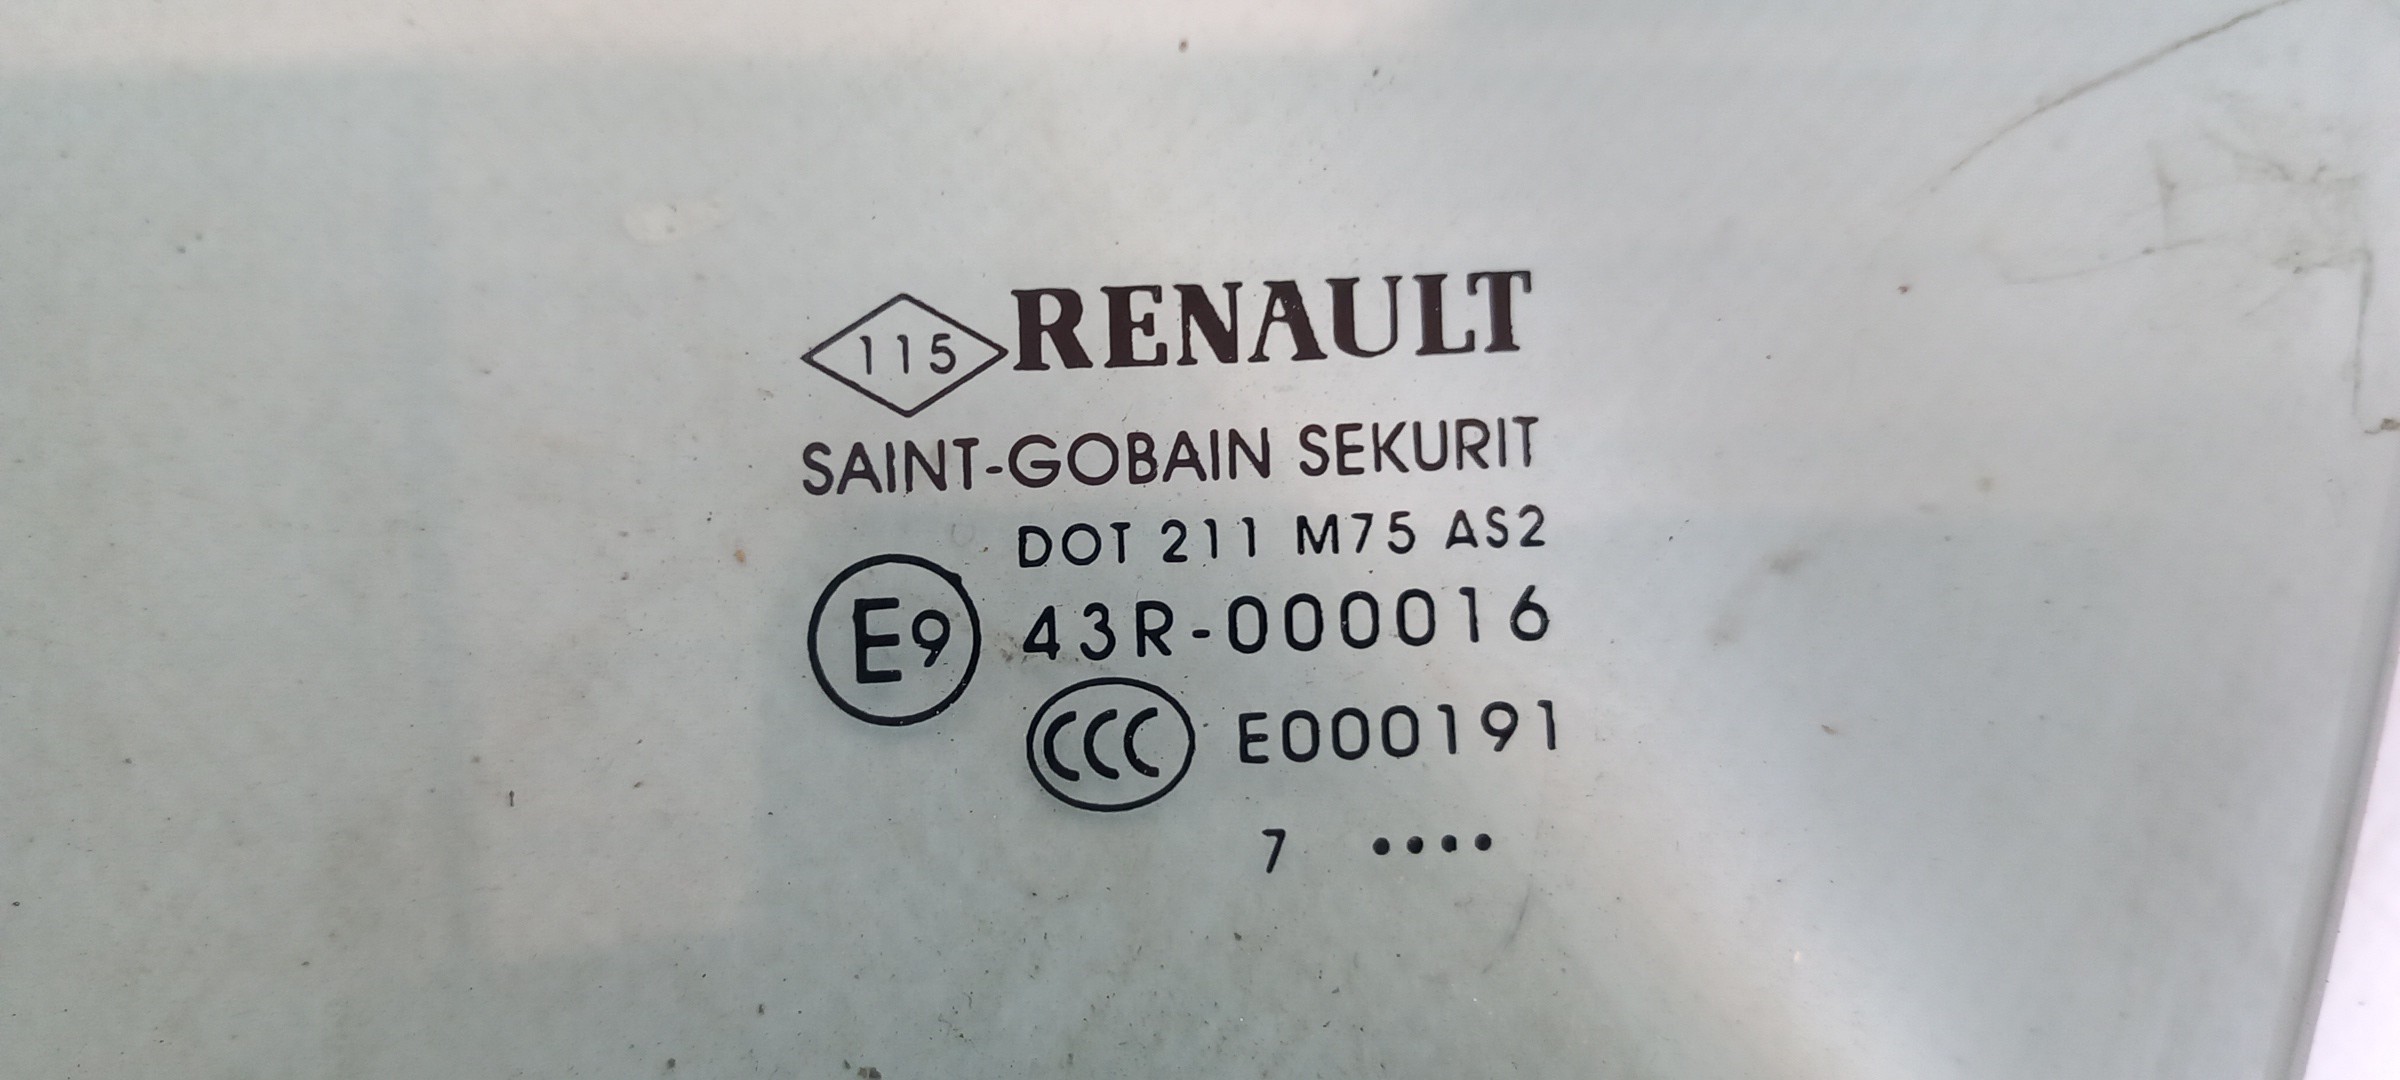 115 RENAULT
SAINT-GOBAIN SEKURIT
DOT 211 M75 AS2
E9 43R-000016
CCC E000191
7 ....